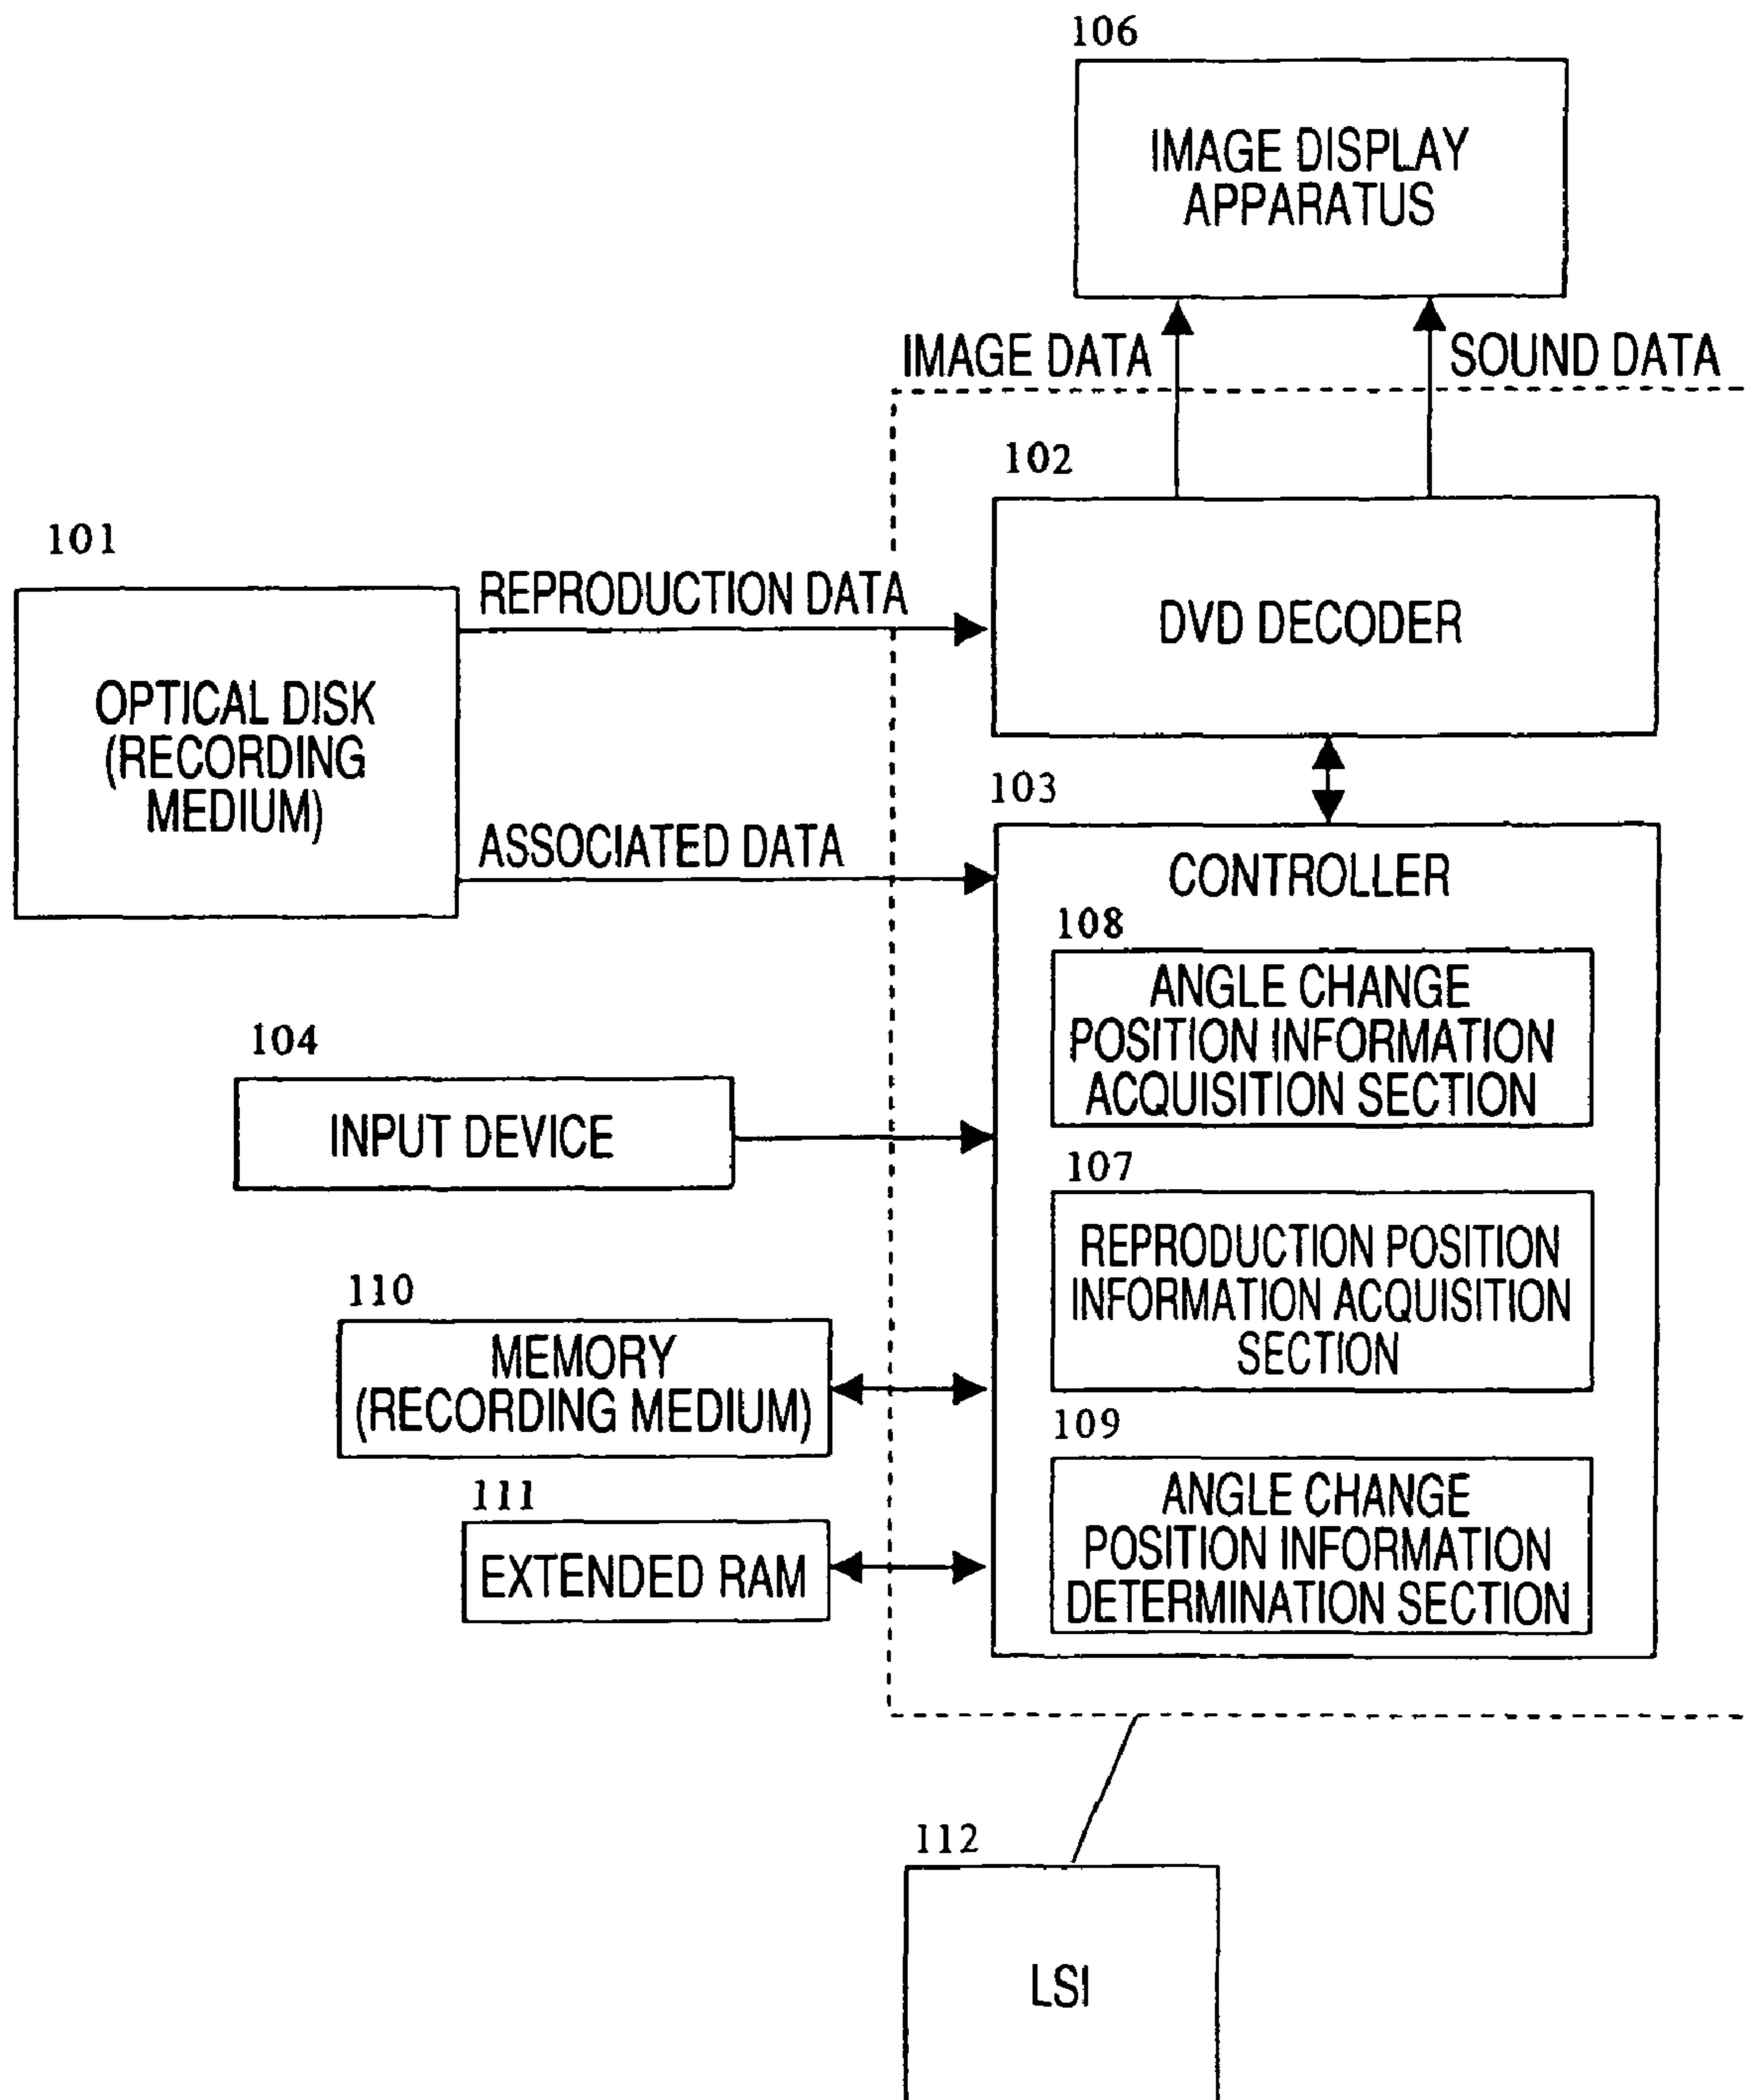 106
IMAGE DISPLAY
APPARATUS
IMAGE DATA
SOUND DATA
102
DVD DECODER
101
OPTICAL DISK
(RECORDING
MEDIUM)
REPRODUCTION DATA
ASSOCIATED DATA
103
CONTROLLER
108
ANGLE CHANGE
POSITION INFORMATION
ACQUISITION SECTION
104
INPUT DEVICE
107
REPRODUCTION POSITION
INFORMATION ACQUISITION
SECTION
110
MEMORY
(RECORDING MEDIUM)
109
ANGLE CHANGE
POSITION INFORMATION
DETERMINATION SECTION
111
EXTENDED RAM
112
LSI